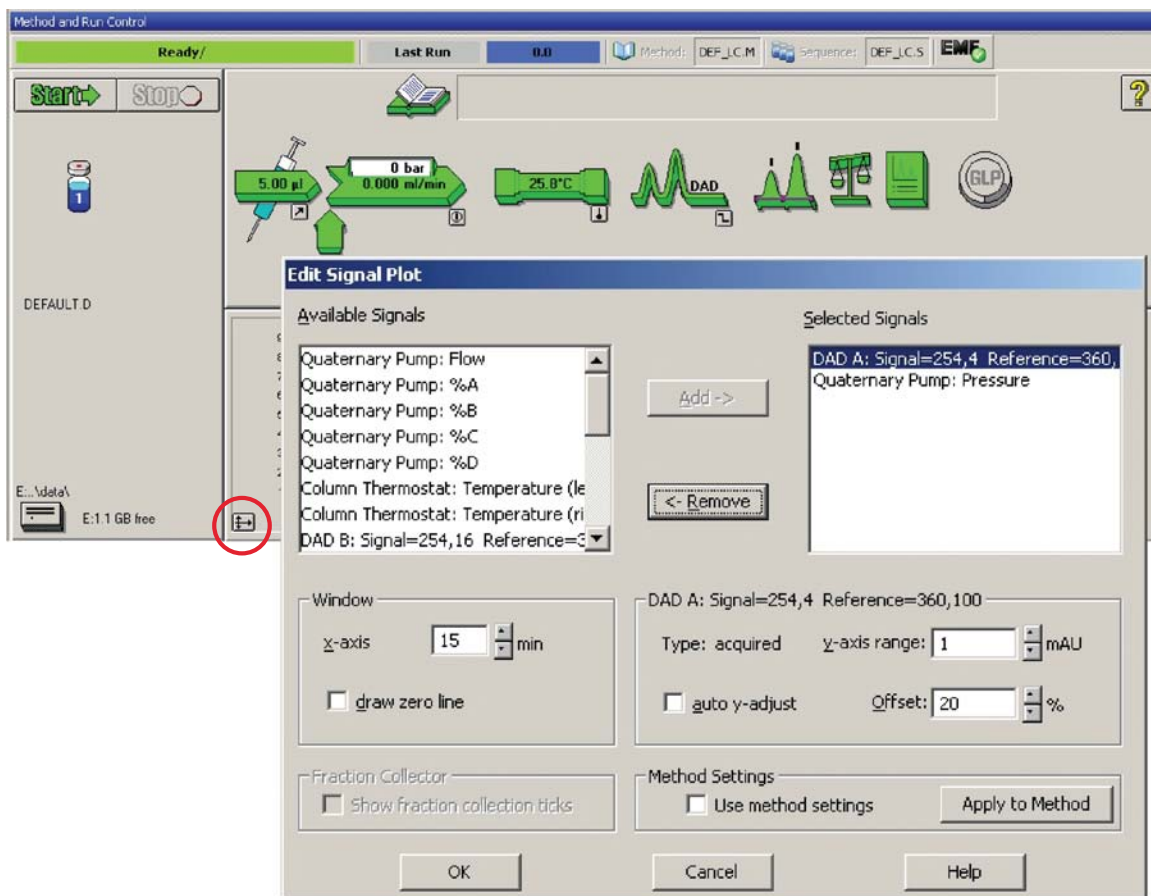 Method and Run Control
Ready/ Last Run 0.0 Method: DEF_LC.M Sequence: DEF_LC.S EMF
Start Stop
?
1
5.00 µl
0 bar
0.000 ml/min
25.8°C
DAD
GLP
DEFAULT.D
E:..\data\
E:1.1 GB free
Edit Signal Plot
Available Signals
Quaternary Pump: Flow
Quaternary Pump: %A
Quaternary Pump: %B
Quaternary Pump: %C
Quaternary Pump: %D
Column Thermostat: Temperature (le
Column Thermostat: Temperature (ri
DAD B: Signal=254,16 Reference=3
Add ->
<- Remove
Selected Signals
DAD A: Signal=254,4 Reference=360,
Quaternary Pump: Pressure
Window
x-axis 15 min
draw zero line
DAD A: Signal=254,4 Reference=360,100
Type: acquired y-axis range: 1 mAU
auto y-adjust Offset: 20 %
Fraction Collector
Show fraction collection ticks
Method Settings
Use method settings Apply to Method
OK Cancel Help